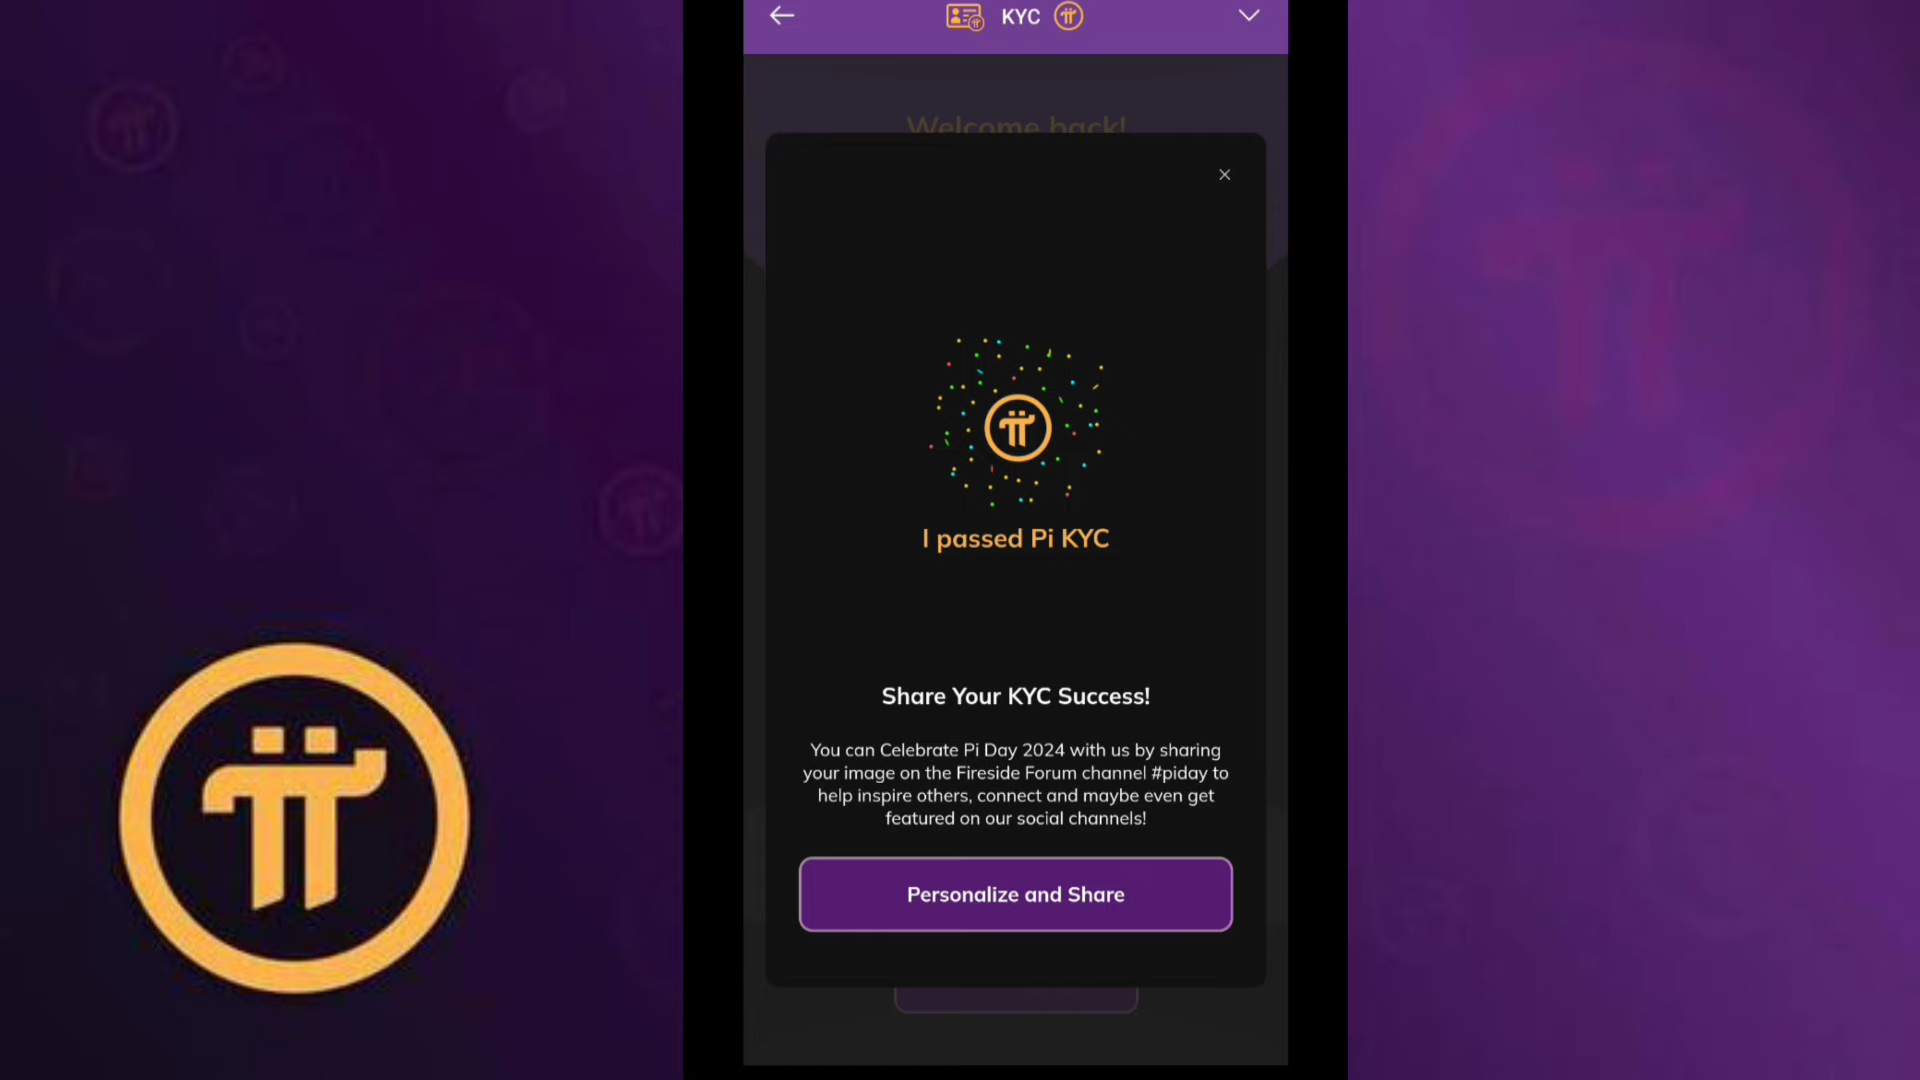 KYC
Welcome back!
I passed Pi KYC
Share Your KYC Success!
You can Celebrate Pi Day 2024 with us by sharing
your image on the Fireside Forum channel #piday to
help inspire others, connect and maybe even get
featured on our social channels!
Personalize and Share